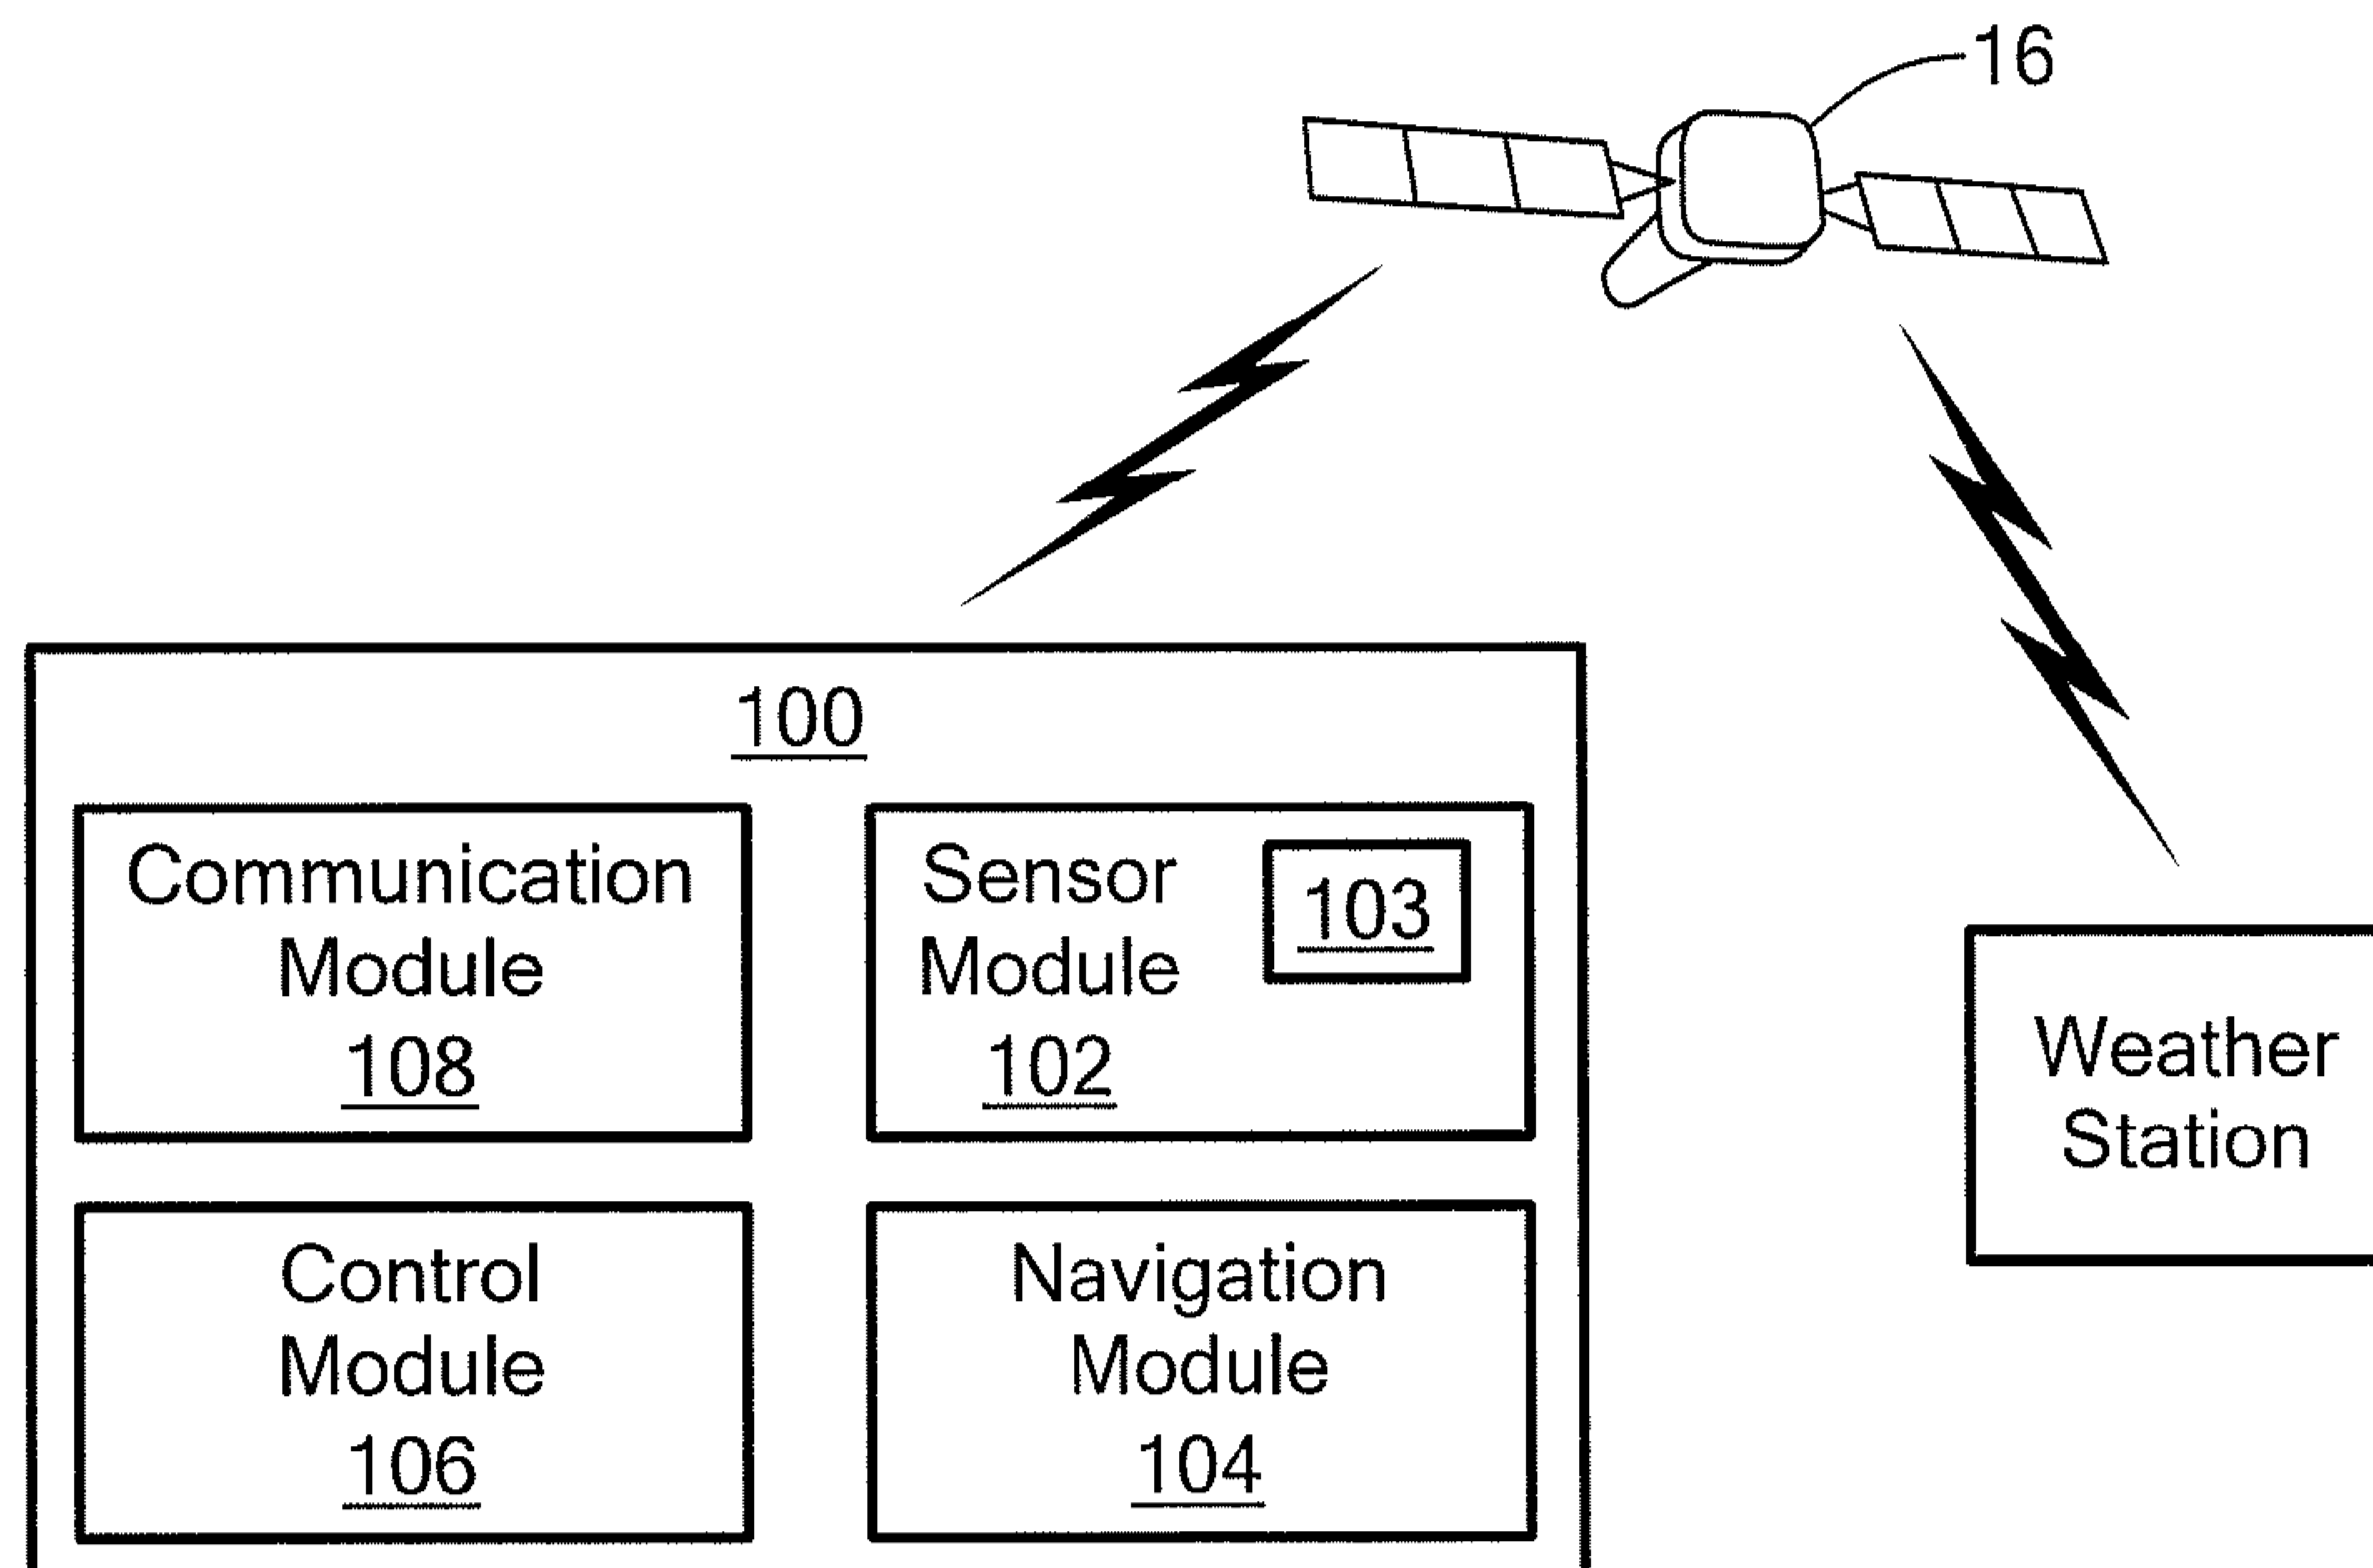 16
100
Communication
Module
108
Sensor
Module
102
103
Control
Module
106
Navigation
Module
104
Weather
Station